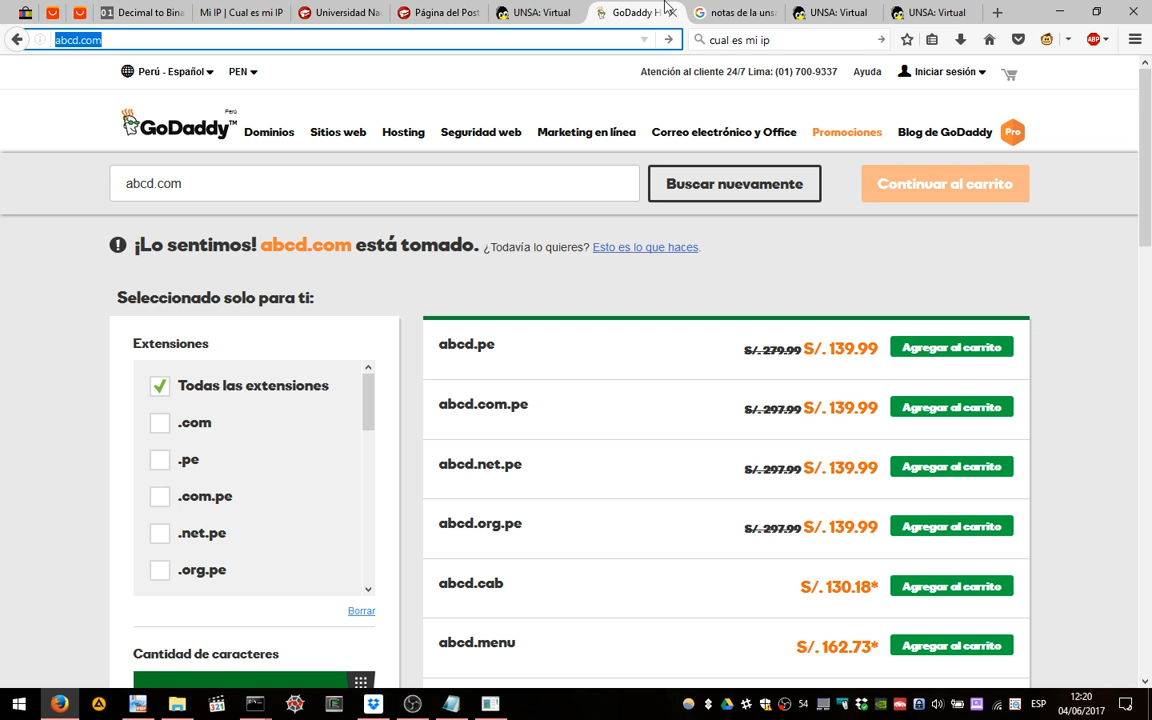 Decimal to Bina
Mi IP | Cual es mi IP
Universidad Na
Página del Post
UNSA: Virtual
GoDaddy H
notas de la unsa
UNSA: Virtual
UNSA: Virtual
abcd.com
cual es mi ip
ABP
Perú - Español
PEN
Atención al cliente 24/7 Lima: (01) 700-9337
Ayuda
Iniciar sesión
GoDaddy™
Perú
Dominios
Sitios web
Hosting
Seguridad web
Marketing en línea
Correo electrónico y Office
Promociones
Blog de GoDaddy
Pro
abcd.com
Buscar nuevamente
Continuar al carrito
¡Lo sentimos! abcd.com está tomado. ¿Todavía lo quieres? Esto es lo que haces.
Seleccionado solo para ti:
Extensiones
Todas las extensiones
.com
.pe
.com.pe
.net.pe
.org.pe
Borrar
Cantidad de caracteres
abcd.pe S/. 279.99 S/. 139.99 Agregar al carrito
abcd.com.pe S/. 297.99 S/. 139.99 Agregar al carrito
abcd.net.pe S/. 297.99 S/. 139.99 Agregar al carrito
abcd.org.pe S/. 297.99 S/. 139.99 Agregar al carrito
abcd.cab S/. 130.18* Agregar al carrito
abcd.menu S/. 162.73* Agregar al carrito
54
ESP
12:20
04/06/2017